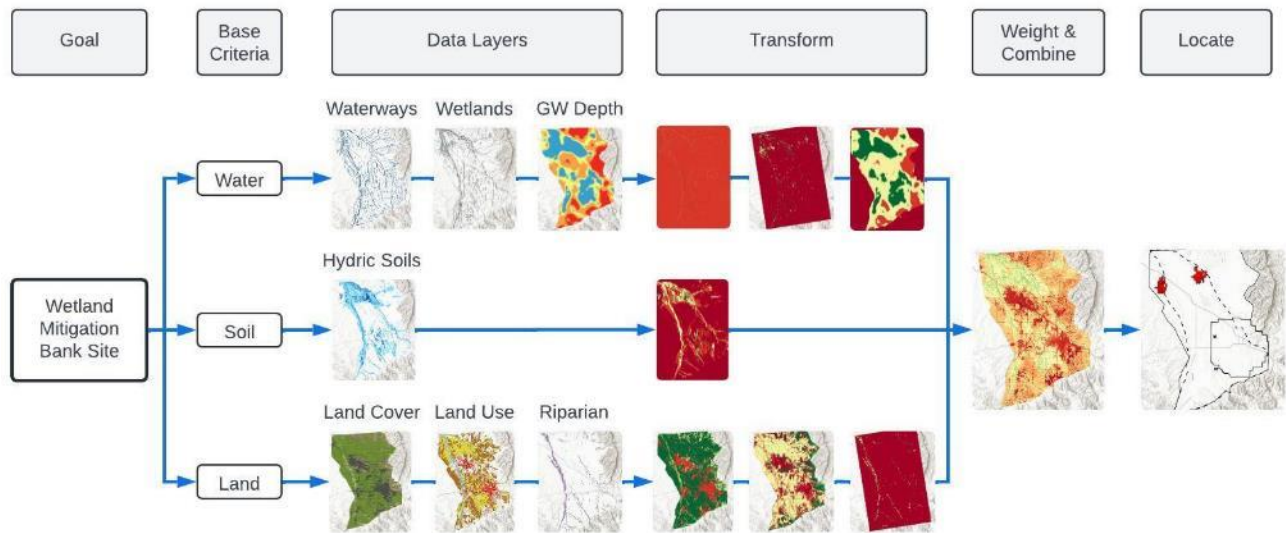 Goal
Base
Criteria
Data Layers
Transform
Weight &
Combine
Locate
Waterways
Wetlands
GW Depth
Water
Hydric Soils
Wetland
Mitigation
Bank Site
Soil
Land Cover
Land Use
Riparian
Land